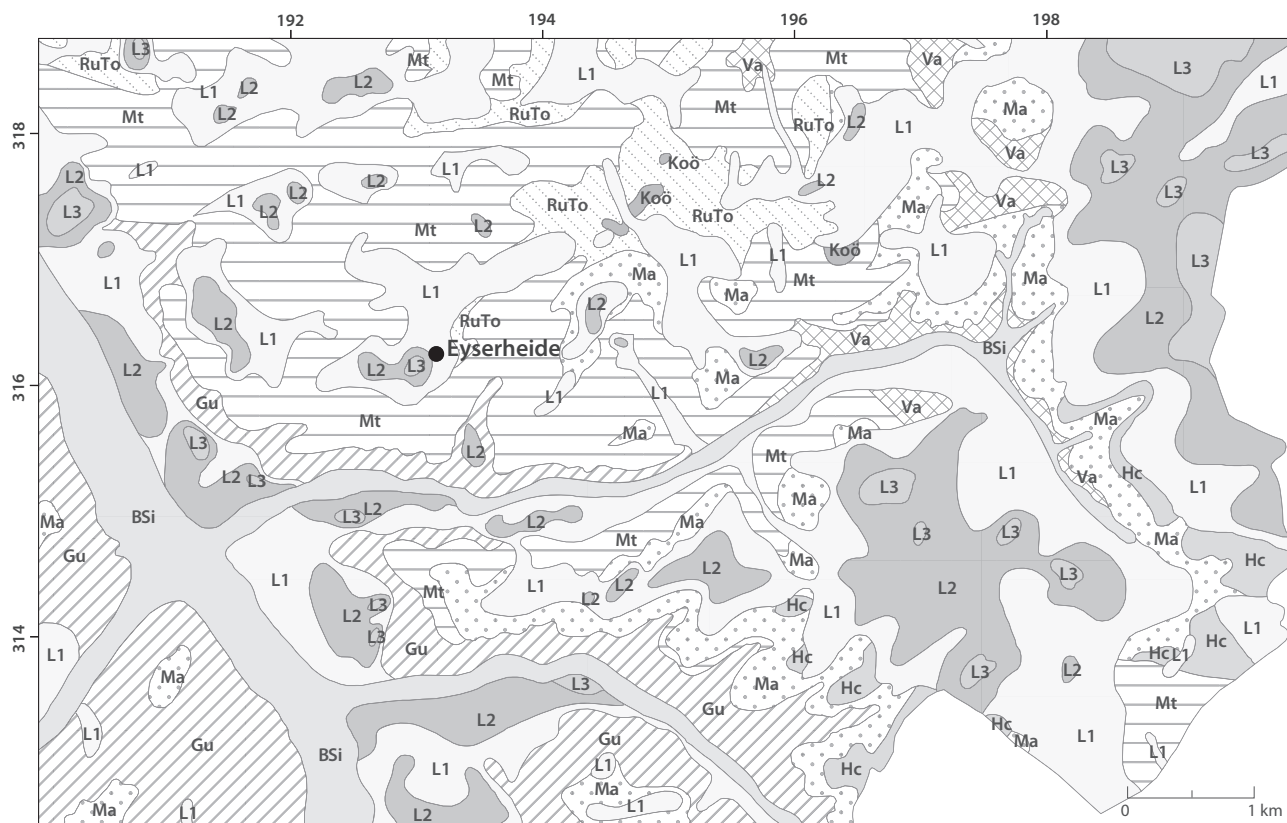 192 194 196 198
L3 Mt Va Mt Va
RuTo L2 Mt L1 L3 L1
L1 L2
L2 Mt RuTo Mt RuTo L2 L1 Ma
318
Va L3
L1 L1 Koö L3
L2 L2 L2 L2 L3
L1 Koö
L3 L2 RuTo RuTo Ma Va
Mt L2
L1 L1 Koö L1 L3
L1 Ma Mt Ma
L1 Ma L1
L2
L2 RuTo L2
L1 Va
Eyserheide BSi
L2 L2 L3 L2
316
Ma
Gu L1 L1 Va
Mt Ma Ma Ma
L3 L2 Mt L1
L2 L3 Va Hc
L3 L1
Ma BSi L3 L2 L2 Ma Ma
L3 L3 Ma
Gu Mt Ma Hc
L1 L1 L2 L3
Mt L2 L2 L2
L2 L3 Hc L1
L3 L1
314
L1 Gu Hc Hc L1 Hc
Ma L3 Ma Hc L3 L2
Mt
L1 Gu L2 Gu Hc
BSi Gu Ma L1
L1 L1 Hc L1
Ma
Ma L1 L2 L1
0 1 km